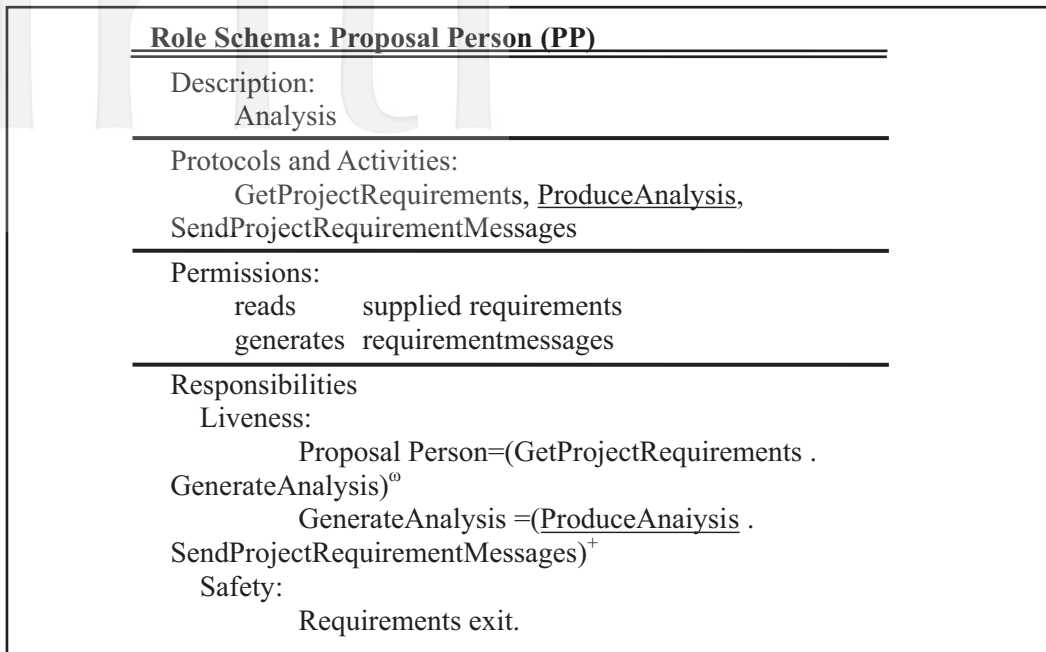 Role Schema: Proposal Person (PP)
Description:
Analysis
Protocols and Activities:
GetProjectRequirements, ProduceAnalysis,
SendProjectRequirementMessages
Permissions:
reads supplied requirements
generates requirementmessages
Responsibilities
Liveness:
Proposal Person=(GetProjectRequirements .
GenerateAnalysis)^ω
GenerateAnalysis =(ProduceAnaiysis .
SendProjectRequirementMessages)^+
Safety:
Requirements exit.